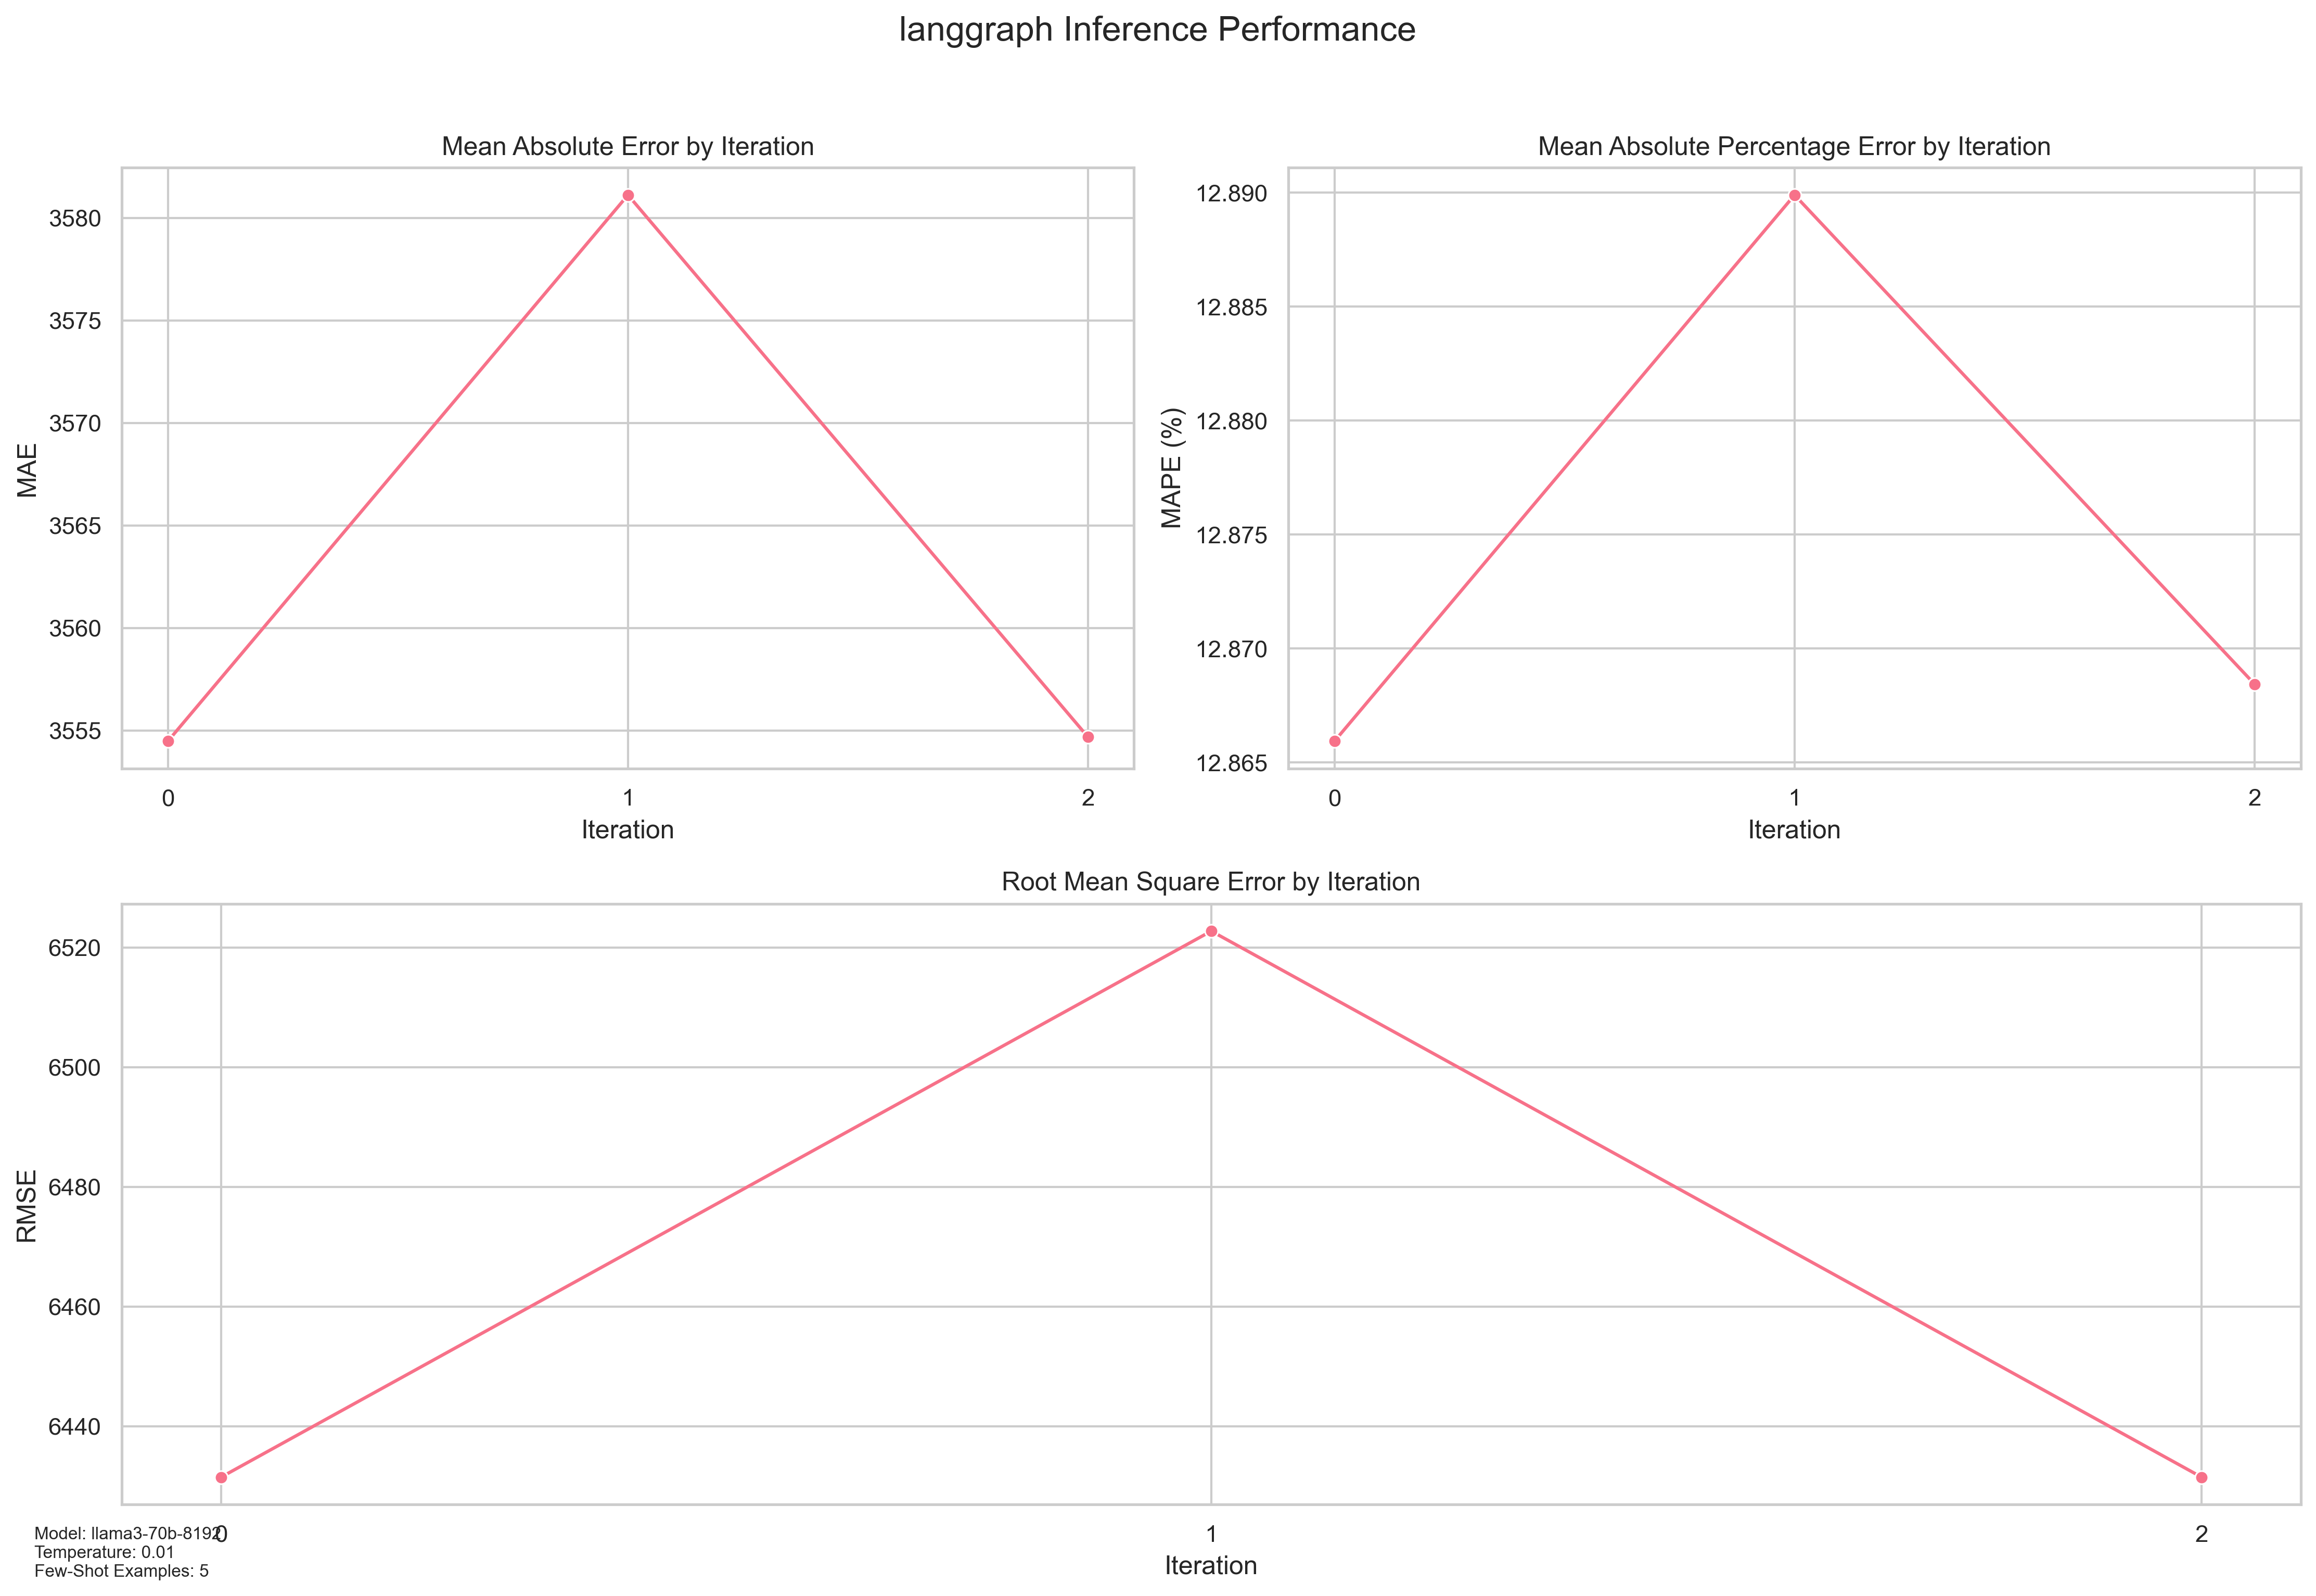 langgraph Inference Performance
Mean Absolute Error by Iteration
MAE
3580
3575
3570
3565
3560
3555
0 1 2
Iteration
Mean Absolute Percentage Error by Iteration
MAPE (%)
12.890
12.885
12.880
12.875
12.870
12.865
0 1 2
Iteration
Root Mean Square Error by Iteration
RMSE
6520
6500
6480
6460
6440
0 1 2
Iteration
Model: llama3-70b-8192
Temperature: 0.01
Few-Shot Examples: 5